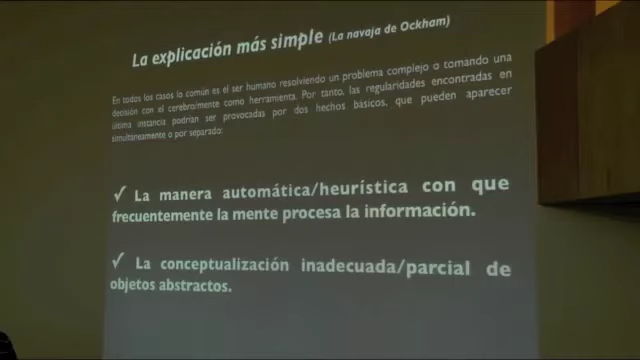 La explicación más simple (La navaja de Ockham)
En todos los casos lo común es el ser humano resolviendo un problema complejo o tomando una
decisión con el cerebro/mente como herramienta. Por tanto, las regularidades encontradas en
última instancia podrían ser provocadas por dos hechos básicos, que pueden aparecer
simultáneamente o por separado:
✓ La manera automática/heurística con que
frecuentemente la mente procesa la información.
✓ La conceptualización inadecuada/parcial de
objetos abstractos.